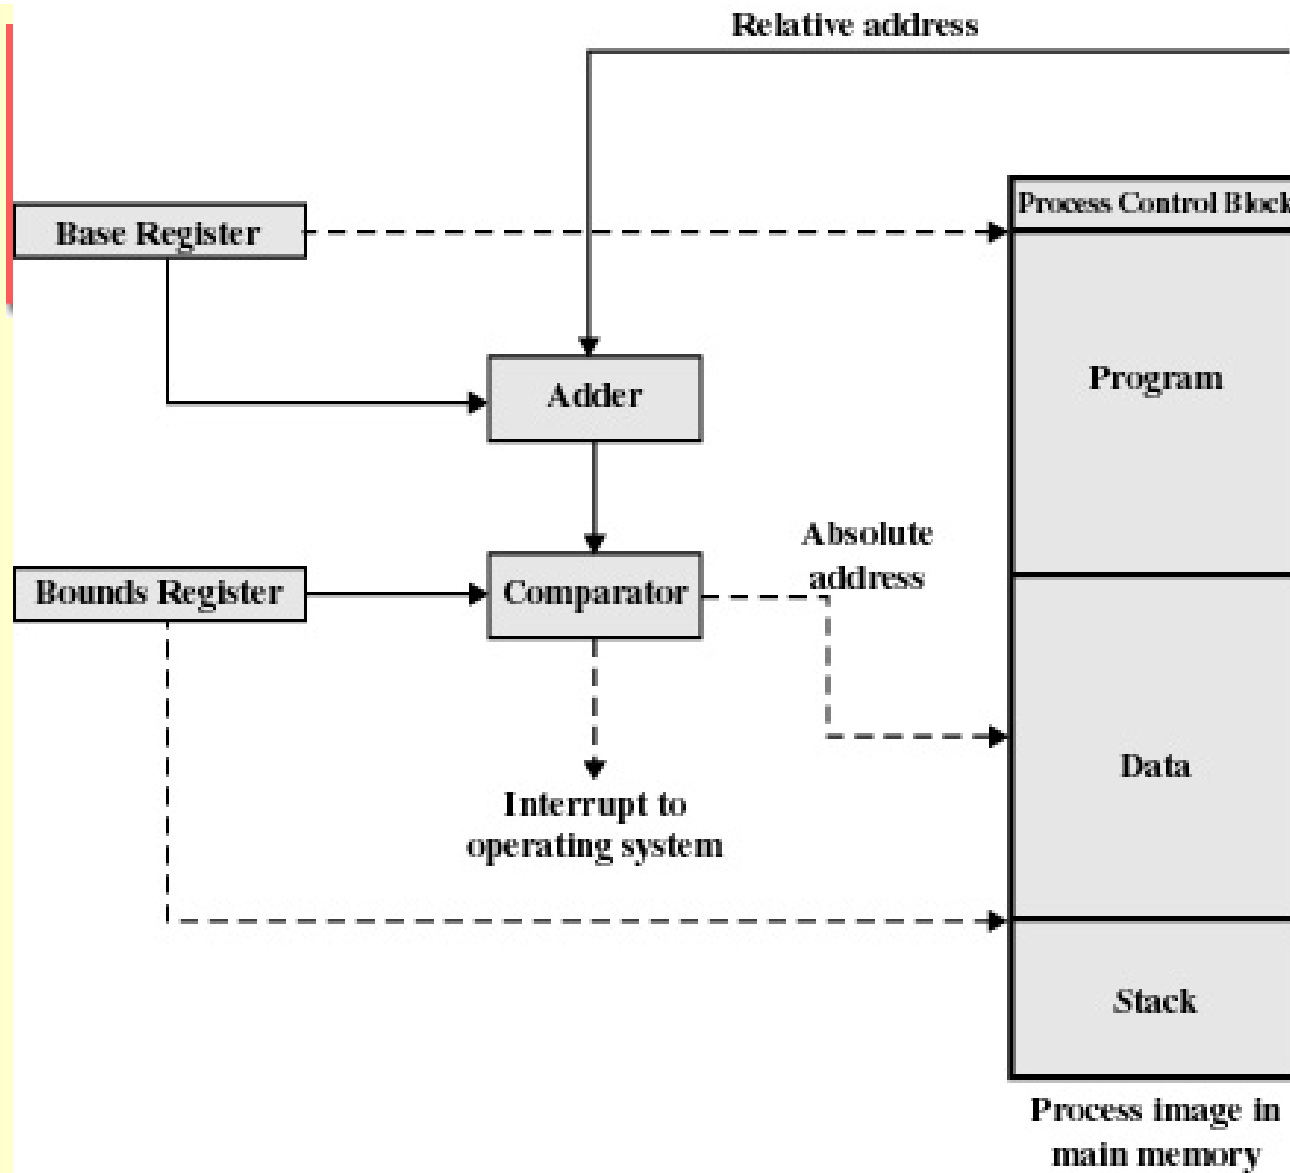 Relative address
Process Control Block
Base Register
Program
Adder
Absolute
address
Bounds Register
Comparator
Data
Interrupt to
operating system
Stack
Process image in
main memory